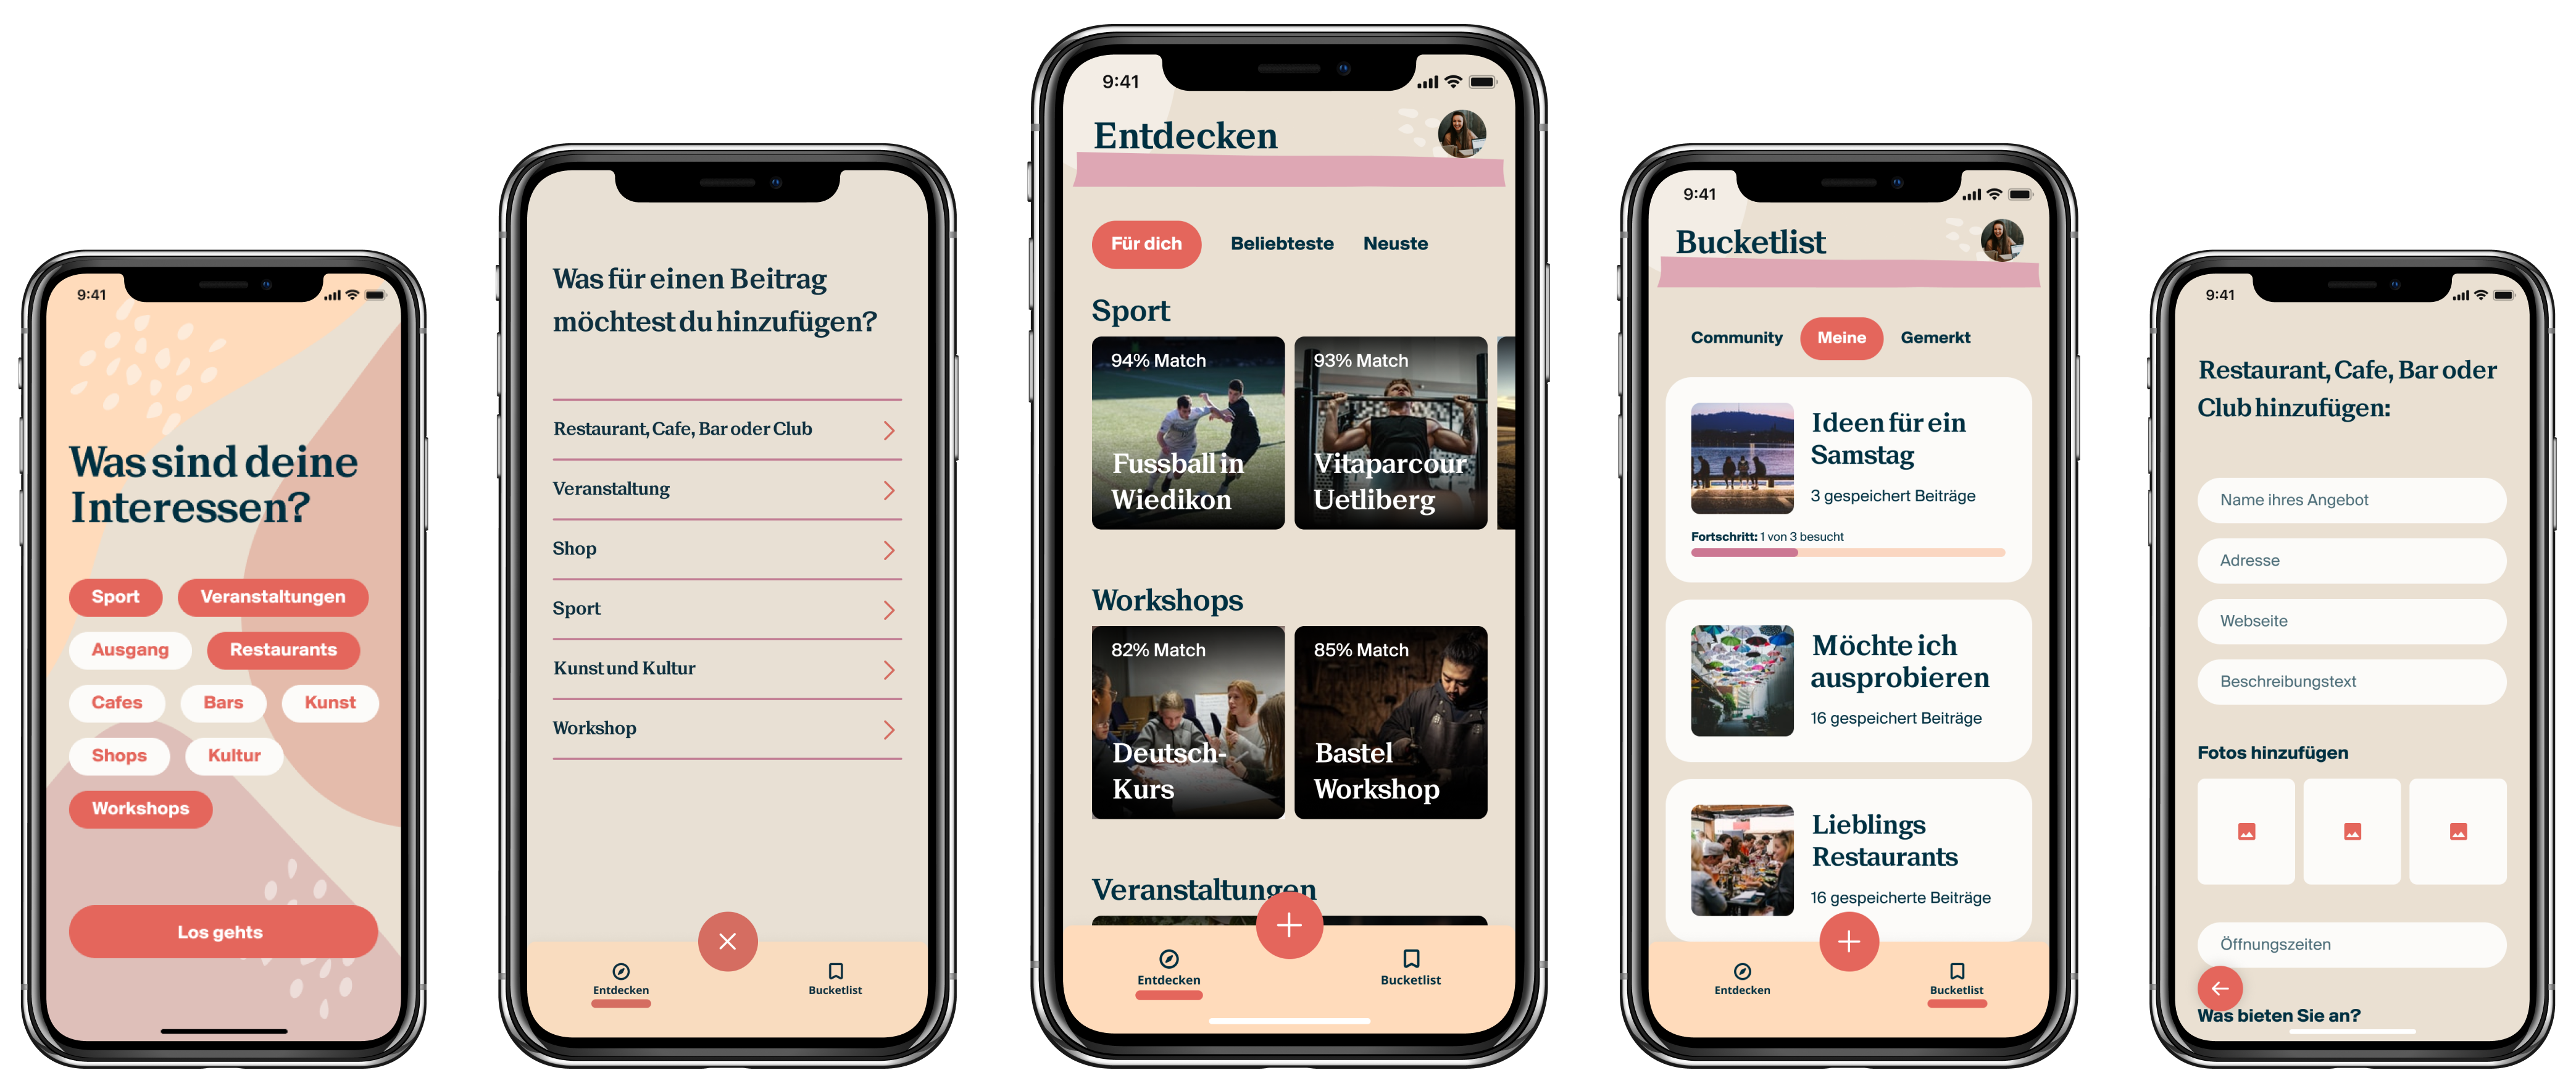 9:41
Was sind deine
Interessen?
Sport
Veranstaltungen
Ausgang
Restaurants
Cafes
Bars
Kunst
Shops
Kultur
Workshops
Los gehts
Was für einen Beitrag
möchtest du hinzufügen?
Restaurant, Cafe, Bar oder Club
Veranstaltung
Shop
Sport
Kunst und Kultur
Workshop
Entdecken
Bucketlist
9:41
Entdecken
Für dich
Beliebteste
Neuste
Sport
94% Match
Fussball in
Wiedikon
93% Match
Vitaparcour
Uetliberg
Workshops
82% Match
Deutsch-
Kurs
85% Match
Bastel
Workshop
Veranstaltungen
Entdecken
Bucketlist
9:41
Bucketlist
Community
Meine
Gemerkt
Ideen für ein
Samstag
3 gespeichert Beiträge
Fortschritt: 1 von 3 besucht
Möchte ich
ausprobieren
16 gespeichert Beiträge
Lieblings
Restaurants
16 gespeicherte Beiträge
Entdecken
Bucketlist
9:41
Restaurant, Cafe, Bar oder
Club hinzufügen:
Name ihres Angebot
Adresse
Webseite
Beschreibungstext
Fotos hinzufügen
Öffnungszeiten
Was bieten Sie an?